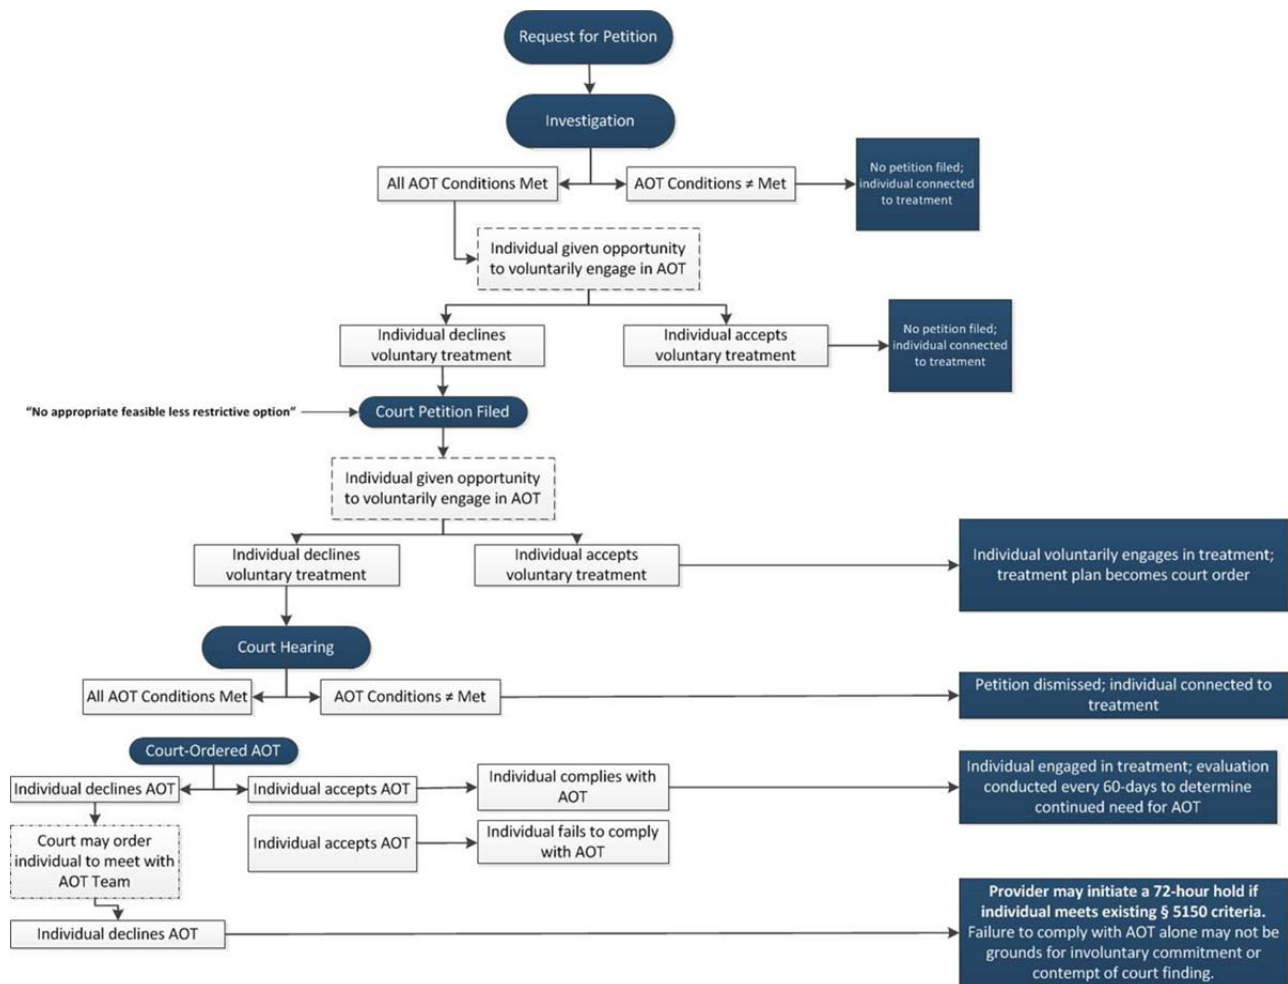 Request for Petition
Investigation
All AOT Conditions Met
AOT Conditions ≠ Met
No petition filed;
individual connected
to treatment
Individual given opportunity
to voluntarily engage in AOT
Individual declines
voluntary treatment
Individual accepts
voluntary treatment
No petition filed;
individual connected
to treatment
"No appropriate feasible less restrictive option"
Court Petition Filed
Individual given opportunity
to voluntarily engage in AOT
Individual declines
voluntary treatment
Individual accepts
voluntary treatment
Individual voluntarily engages in treatment;
treatment plan becomes court order
Court Hearing
All AOT Conditions Met
AOT Conditions ≠ Met
Petition dismissed; individual connected to
treatment
Court-Ordered AOT
Individual declines AOT
Individual accepts AOT
Individual complies with
AOT
Individual engaged in treatment; evaluation
conducted every 60-days to determine
continued need for AOT
Court may order
individual to meet with
AOT Team
Individual accepts AOT
Individual fails to comply
with AOT
Individual declines AOT
Provider may initiate a 72-hour hold if
individual meets existing § 5150 criteria.
Failure to comply with AOT alone may not be
grounds for involuntary commitment or
contempt of court finding.